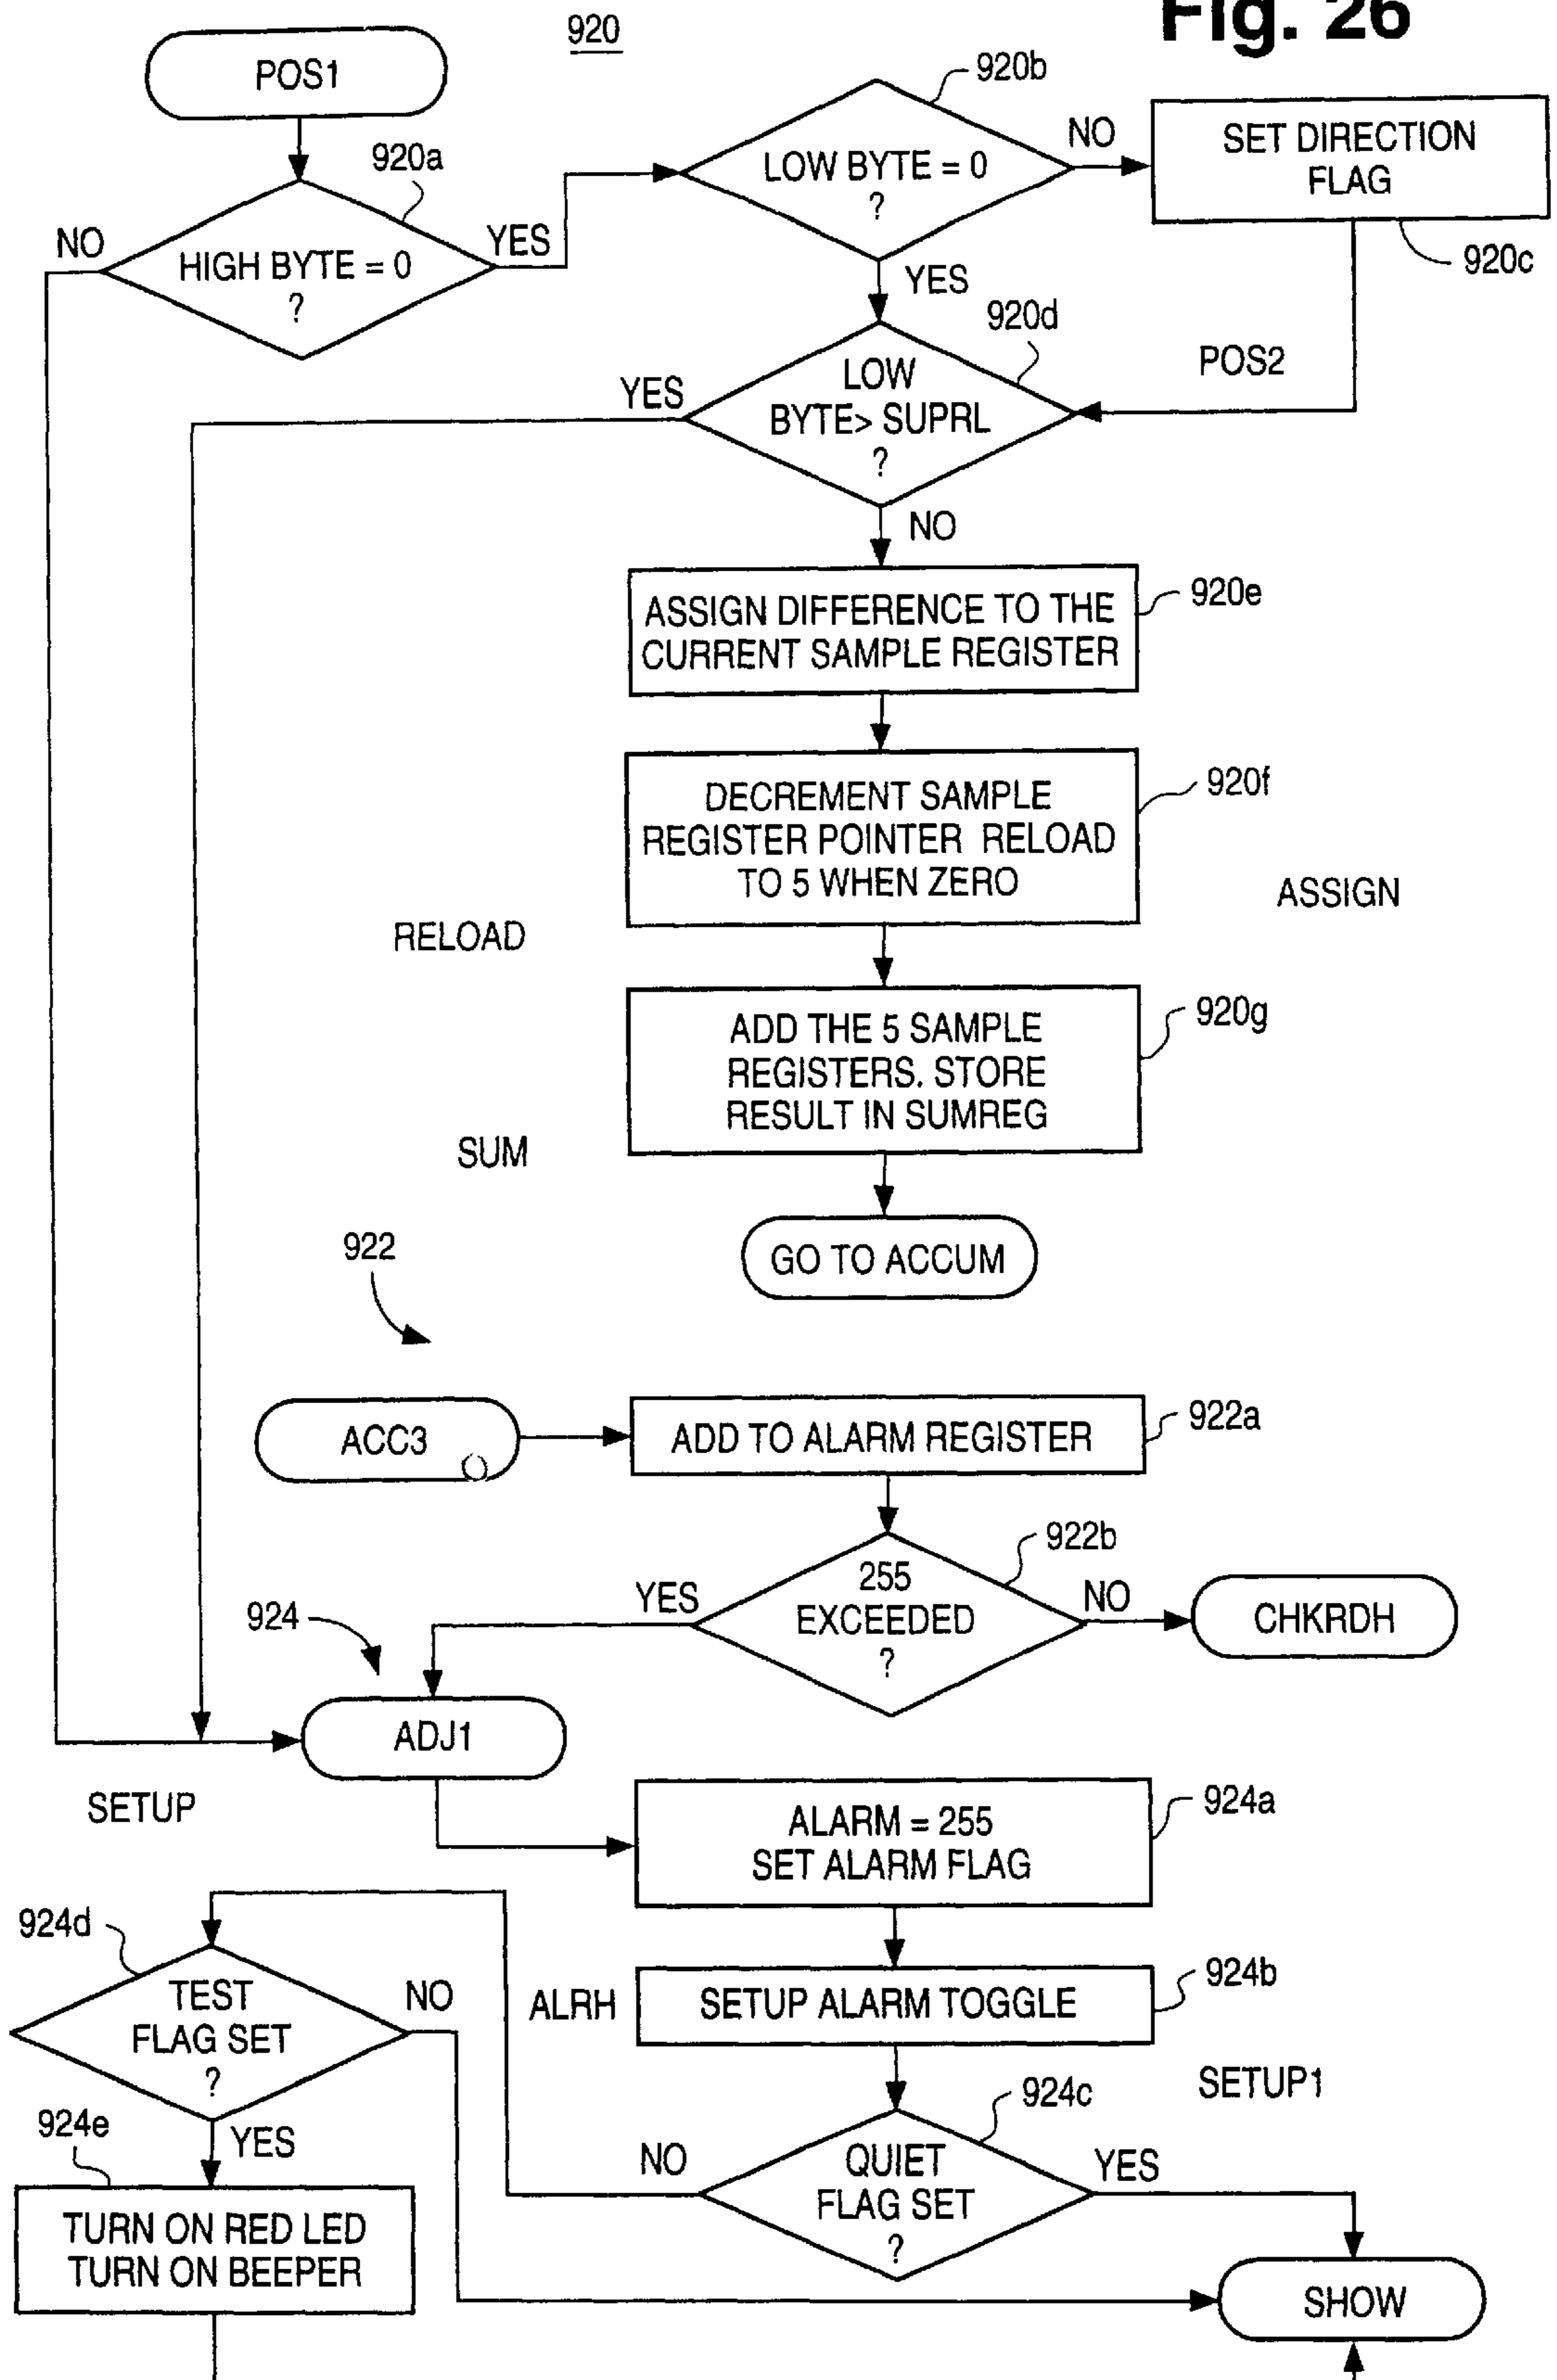 Fig. 26
920
POS1
920a
HIGH BYTE = 0
?
NO
YES
920b
LOW BYTE = 0
?
NO
YES
SET DIRECTION
FLAG
920c
POS2
920d
LOW
BYTE> SUPRL
?
YES
NO
ASSIGN DIFFERENCE TO THE
CURRENT SAMPLE REGISTER
920e
DECREMENT SAMPLE
REGISTER POINTER RELOAD
TO 5 WHEN ZERO
920f
ASSIGN
RELOAD
ADD THE 5 SAMPLE
REGISTERS. STORE
RESULT IN SUMREG
920g
SUM
GO TO ACCUM
922
ACC3
ADD TO ALARM REGISTER
922a
922b
255
EXCEEDED
?
YES
NO
CHKRDH
924
ADJ1
SETUP
ALARM = 255
SET ALARM FLAG
924a
924b
SETUP ALARM TOGGLE
ALRH
SETUP1
924c
QUIET
FLAG SET
?
NO
YES
924d
TEST
FLAG SET
?
NO
YES
924e
TURN ON RED LED
TURN ON BEEPER
SHOW